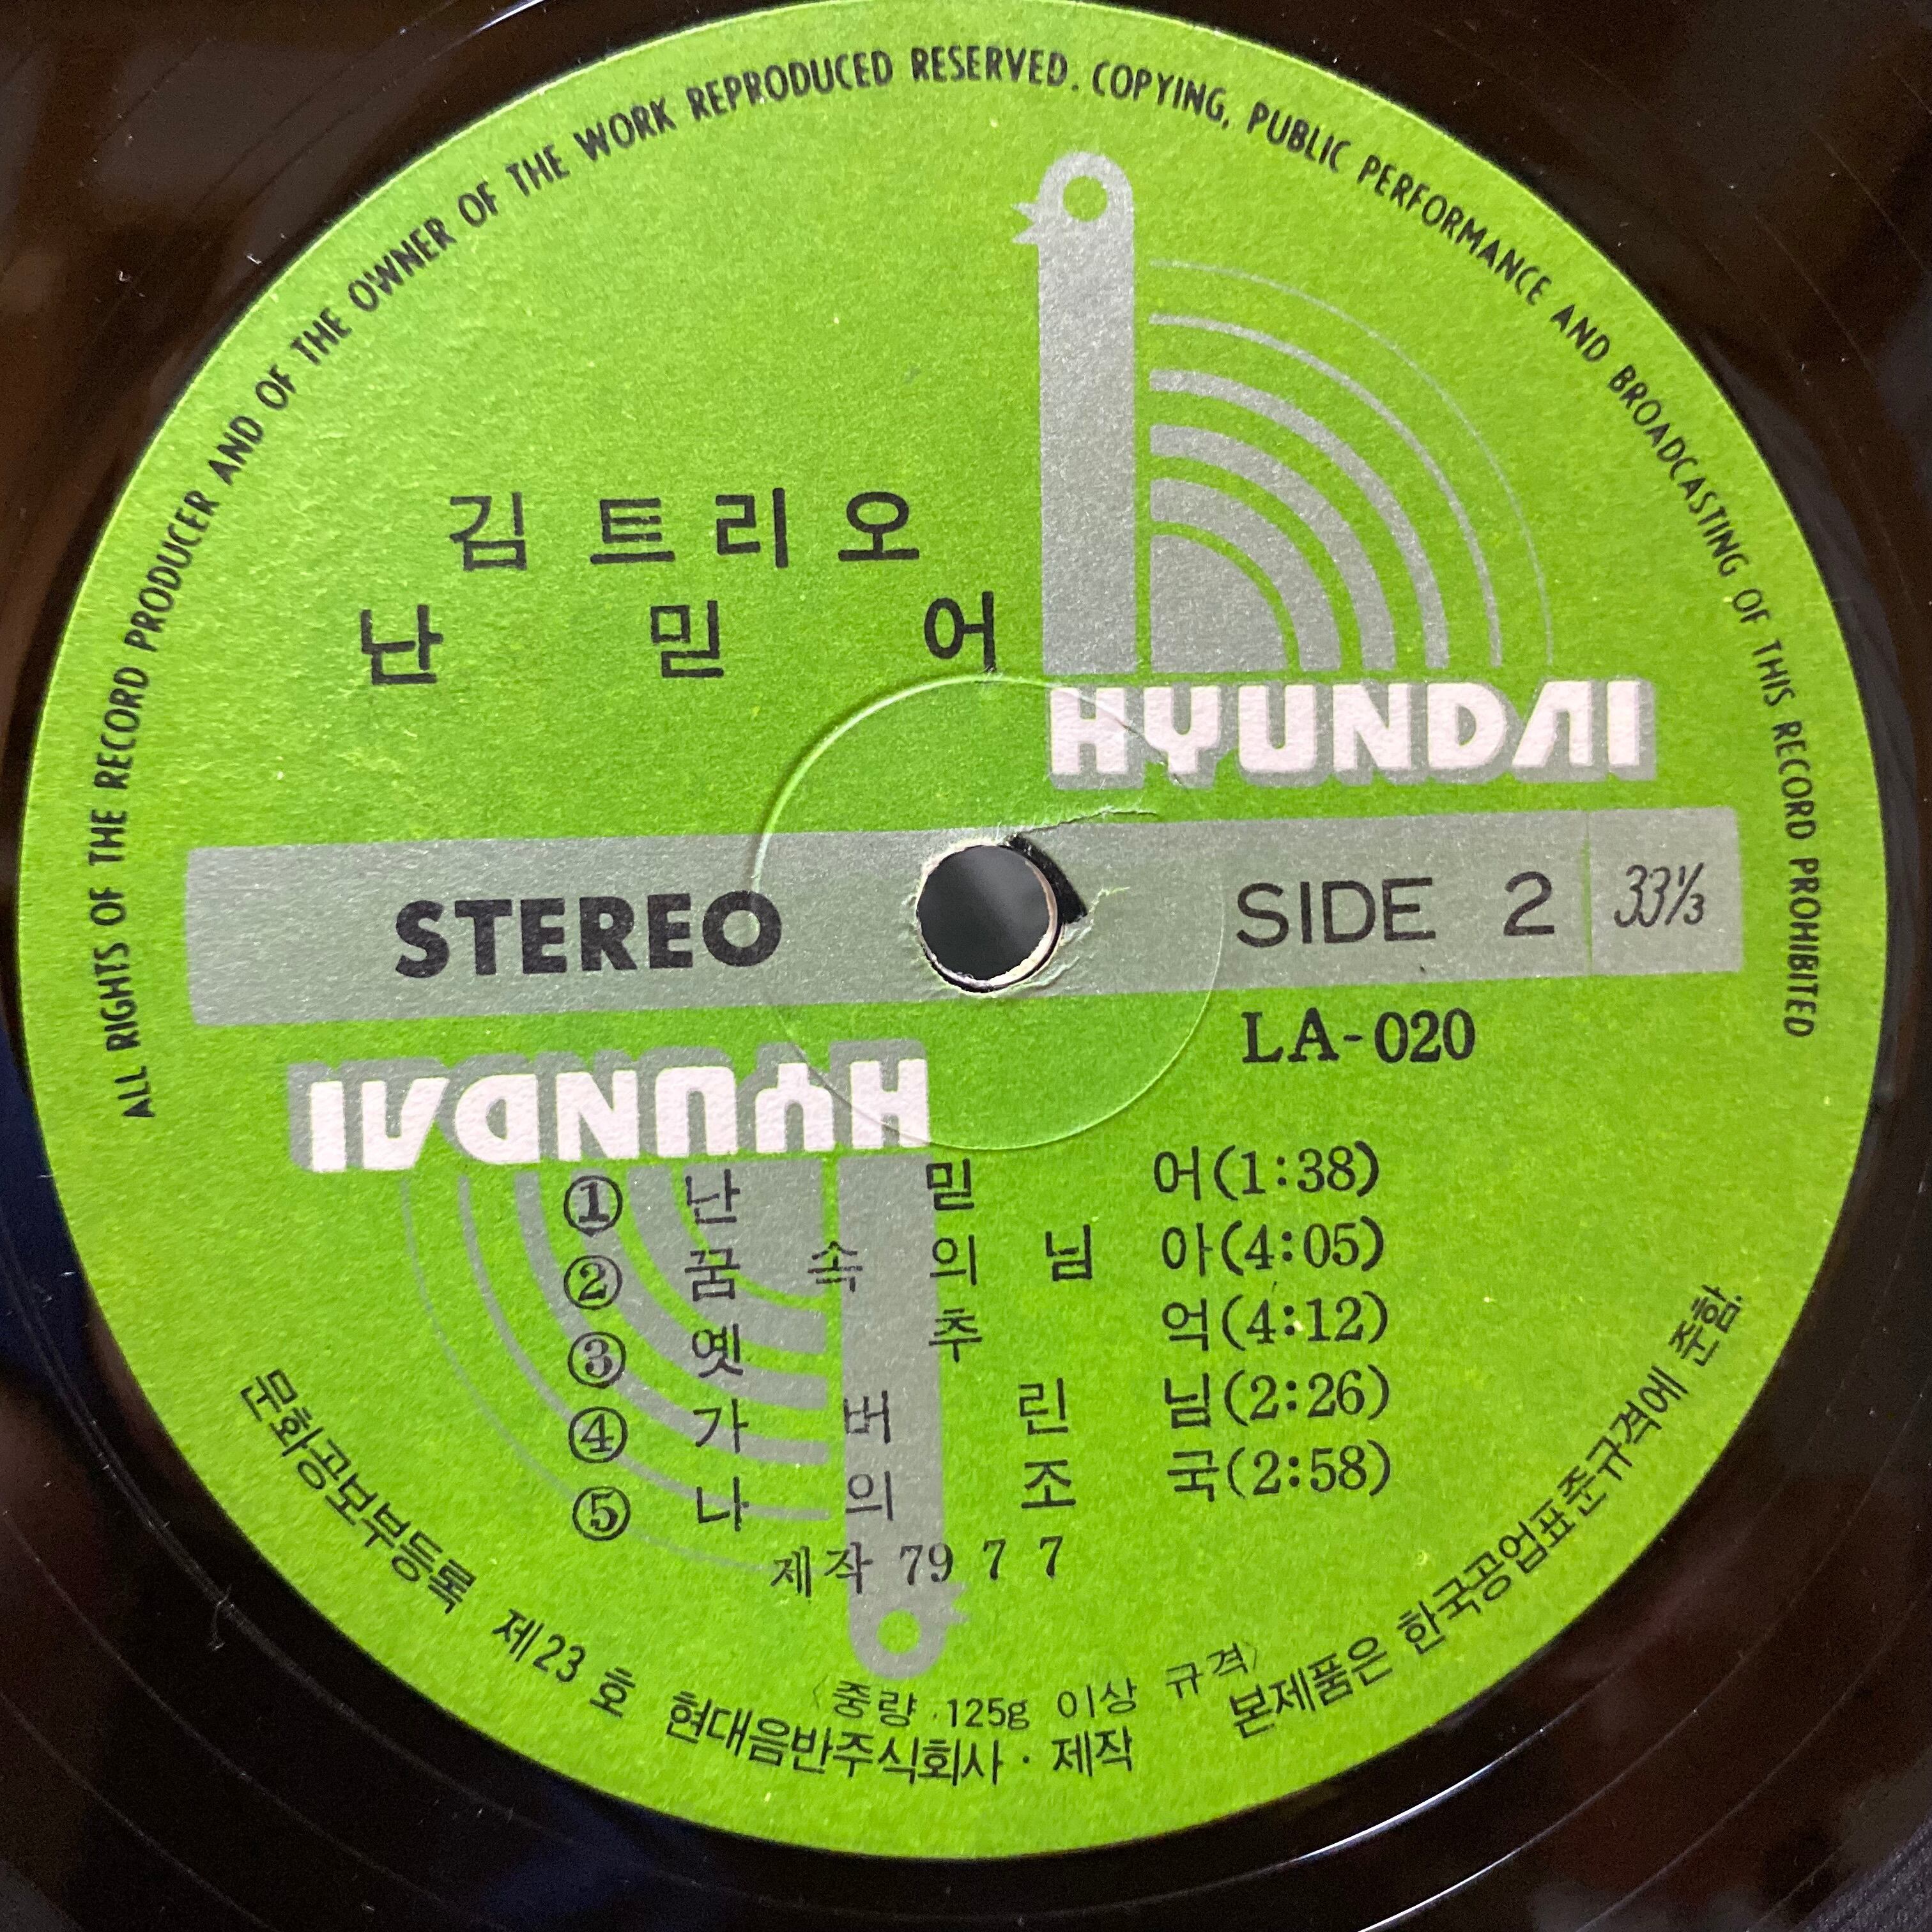 ALL RIGHTS OF THE RECORD PRODUCER AND OF THE OWNER OF THE WORK REPRODUCED RESERVED. COPYING, PUBLIC PERFORMANCE AND BROADCASTING OF THIS RECORD PROHIBITED
김 트리오
난 믿 어
HYUNDAI
STEREO
SIDE 2
33⅓
LA-020
HYUNDAI
① 난 믿 어(1:38)
② 꿈 속 의 님 아(4:05)
③ 옛 추 억(4:12)
④ 가 버 린 님(2:26)
⑤ 나 의 조 국(2:58)
제작 79 7 7
〈중량 .125g 이상 규격〉
문화공보부등록 제123호 현대음반주식회사·제작 본제품은 한국공업표준규격에 준함.